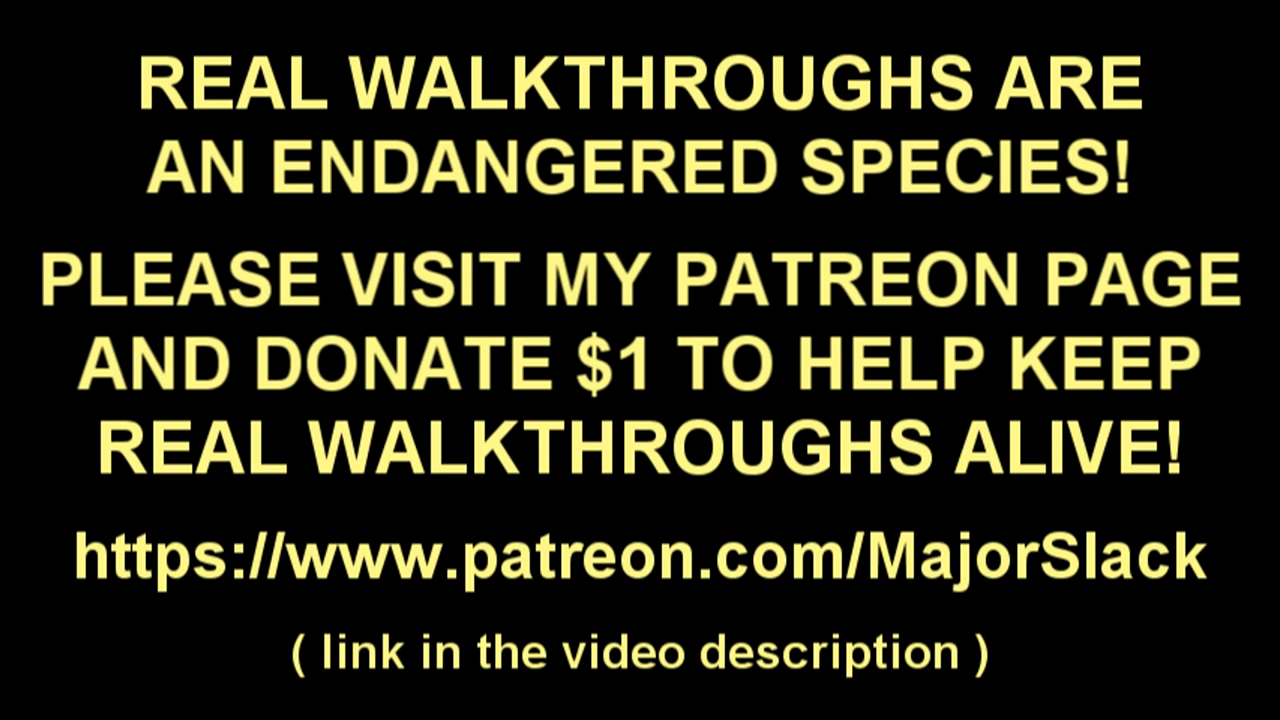 REAL WALKTHROUGHS ARE
AN ENDANGERED SPECIES!
PLEASE VISIT MY PATREON PAGE
AND DONATE $1 TO HELP KEEP
REAL WALKTHROUGHS ALIVE!
https://www.patreon.com/MajorSlack
( link in the video description )